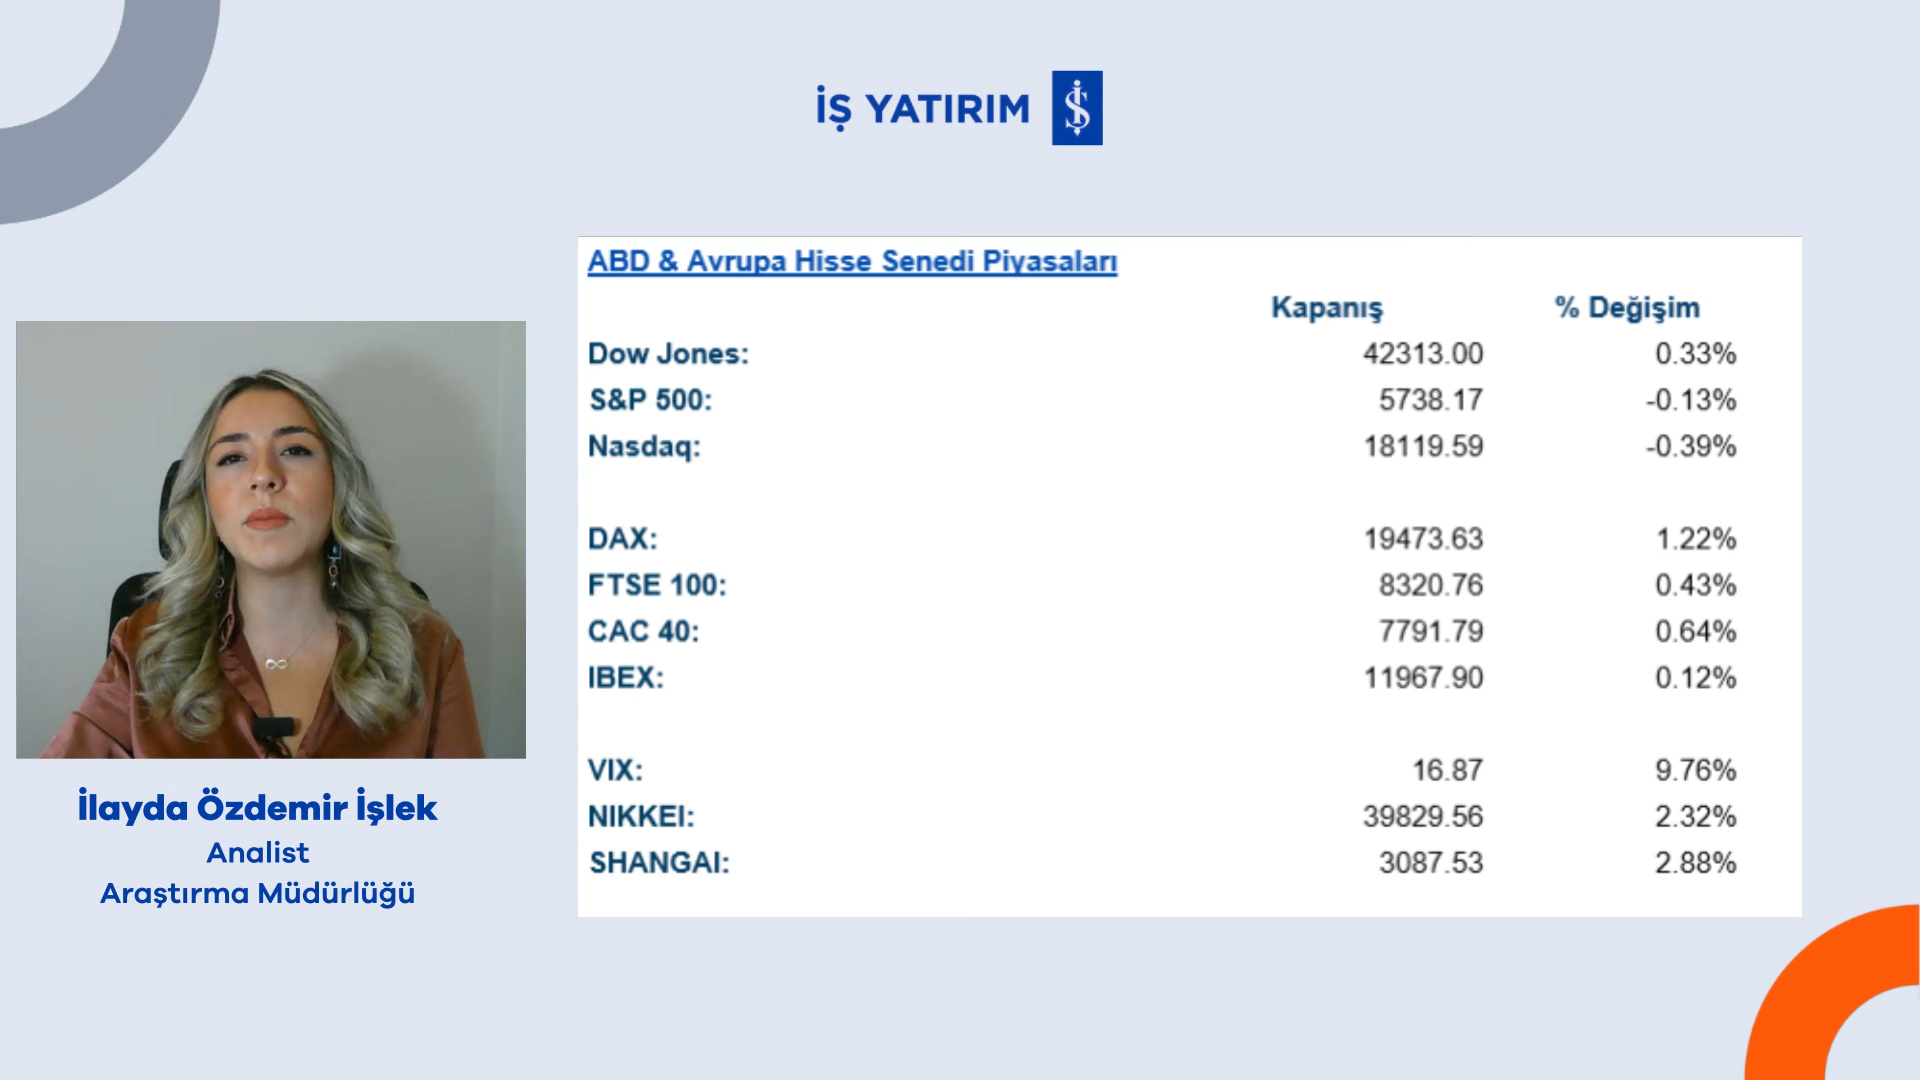 İŞ YATIRIM
ABD & Avrupa Hisse Senedi Piyasaları
Kapanış % Değişim
Dow Jones: 42313.00 0.33%
S&P 500: 5738.17 -0.13%
Nasdaq: 18119.59 -0.39%
DAX: 19473.63 1.22%
FTSE 100: 8320.76 0.43%
CAC 40: 7791.79 0.64%
IBEX: 11967.90 0.12%
VIX: 16.87 9.76%
NIKKEI: 39829.56 2.32%
SHANGAI: 3087.53 2.88%
İlayda Özdemir İşlek
Analist
Araştırma Müdürlüğü